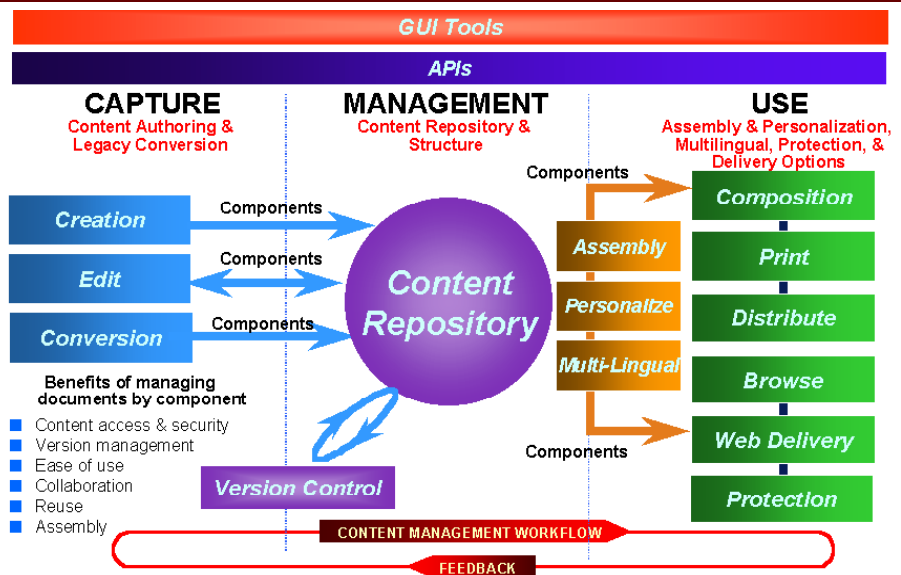 GUI Tools
APIs
CAPTURE
Content Authoring &
Legacy Conversion
MANAGEMENT
Content Repository &
Structure
USE
Assembly & Personalization,
Multilingual, Protection, &
Delivery Options
Creation
Components
Edit
Components
Conversion
Components
Content
Repository
Components
Assembly
Personalize
Multi-Lingual
Components
Composition
Print
Distribute
Browse
Web Delivery
Protection
Benefits of managing
documents by component
Content access & security
Version management
Ease of use
Collaboration
Reuse
Assembly
Version Control
CONTENT MANAGEMENT WORKFLOW
FEEDBACK